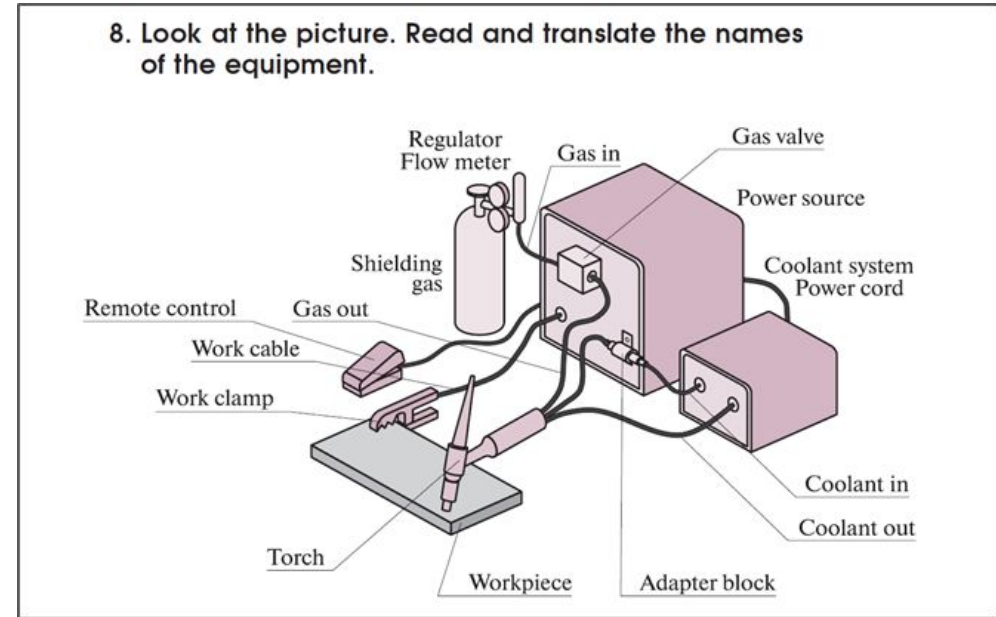 8. Look at the picture. Read and translate the names
of the equipment.
Regulator
Flow meter
Gas in
Gas valve
Power source
Shielding
gas
Coolant system
Power cord
Remote control
Gas out
Work cable
Work clamp
Coolant in
Coolant out
Torch
Workpiece
Adapter block